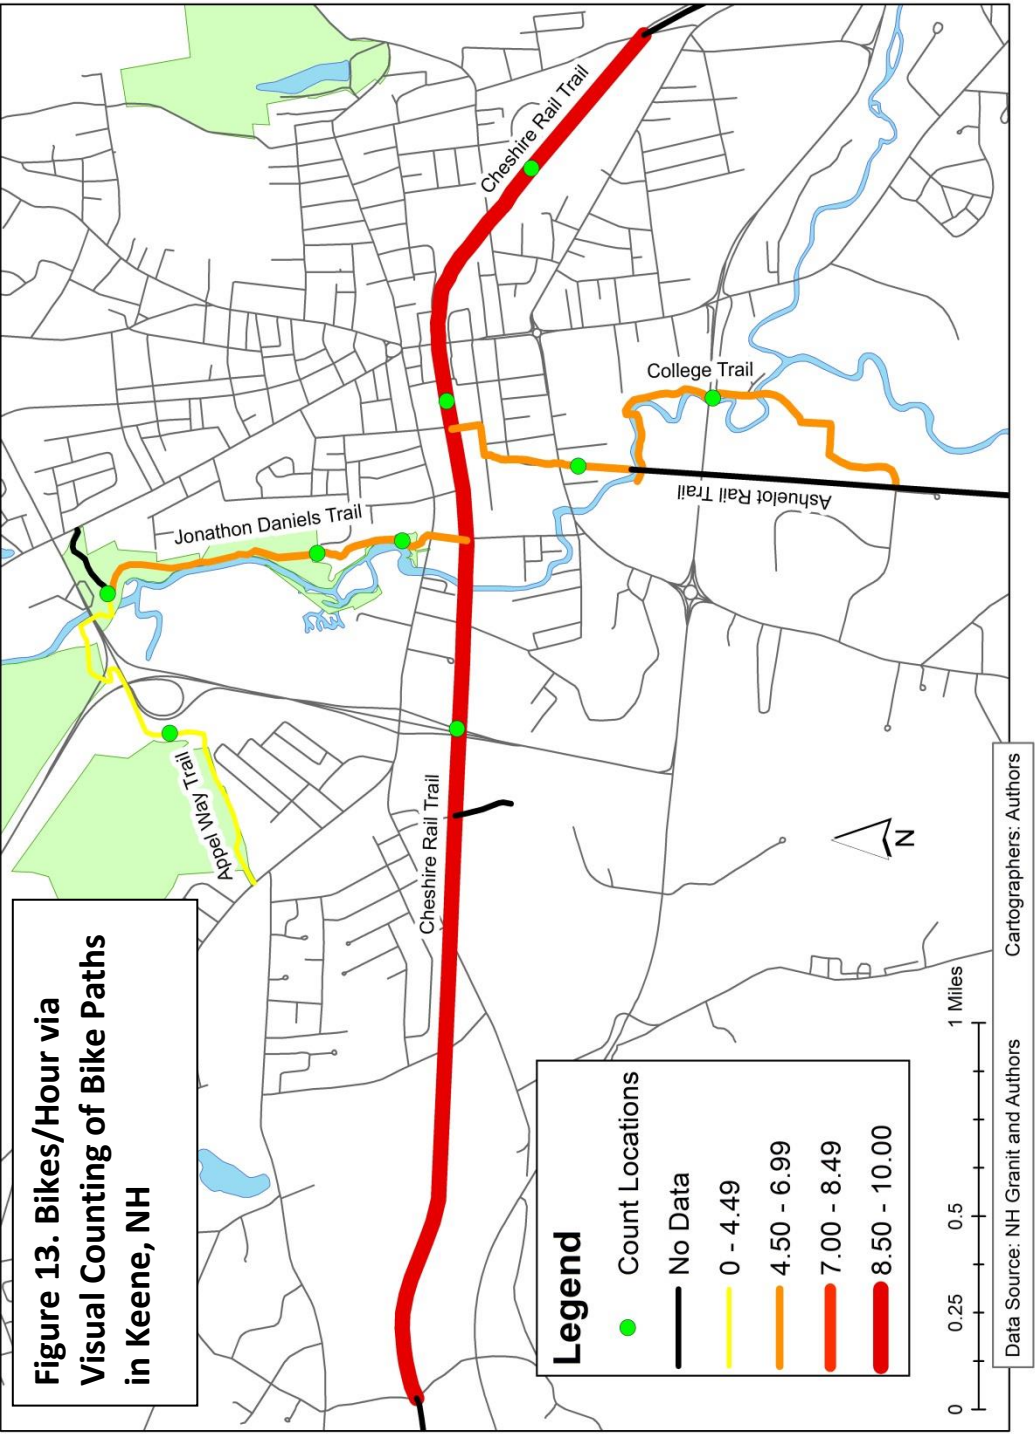 Figure 13. Bikes/Hour via
Visual Counting of Bike Paths
in Keene, NH
Appel Way Trail
Jonathon Daniels Trail
Cheshire Rail Trail
Cheshire Rail Trail
College Trail
Ashuelot Rail Trail
Legend
Count Locations
No Data
0 - 4.49
4.50 - 6.99
7.00 - 8.49
8.50 - 10.00
N
0 0.25 0.5 1 Miles
Data Source: NH Granit and Authors Cartographers: Authors